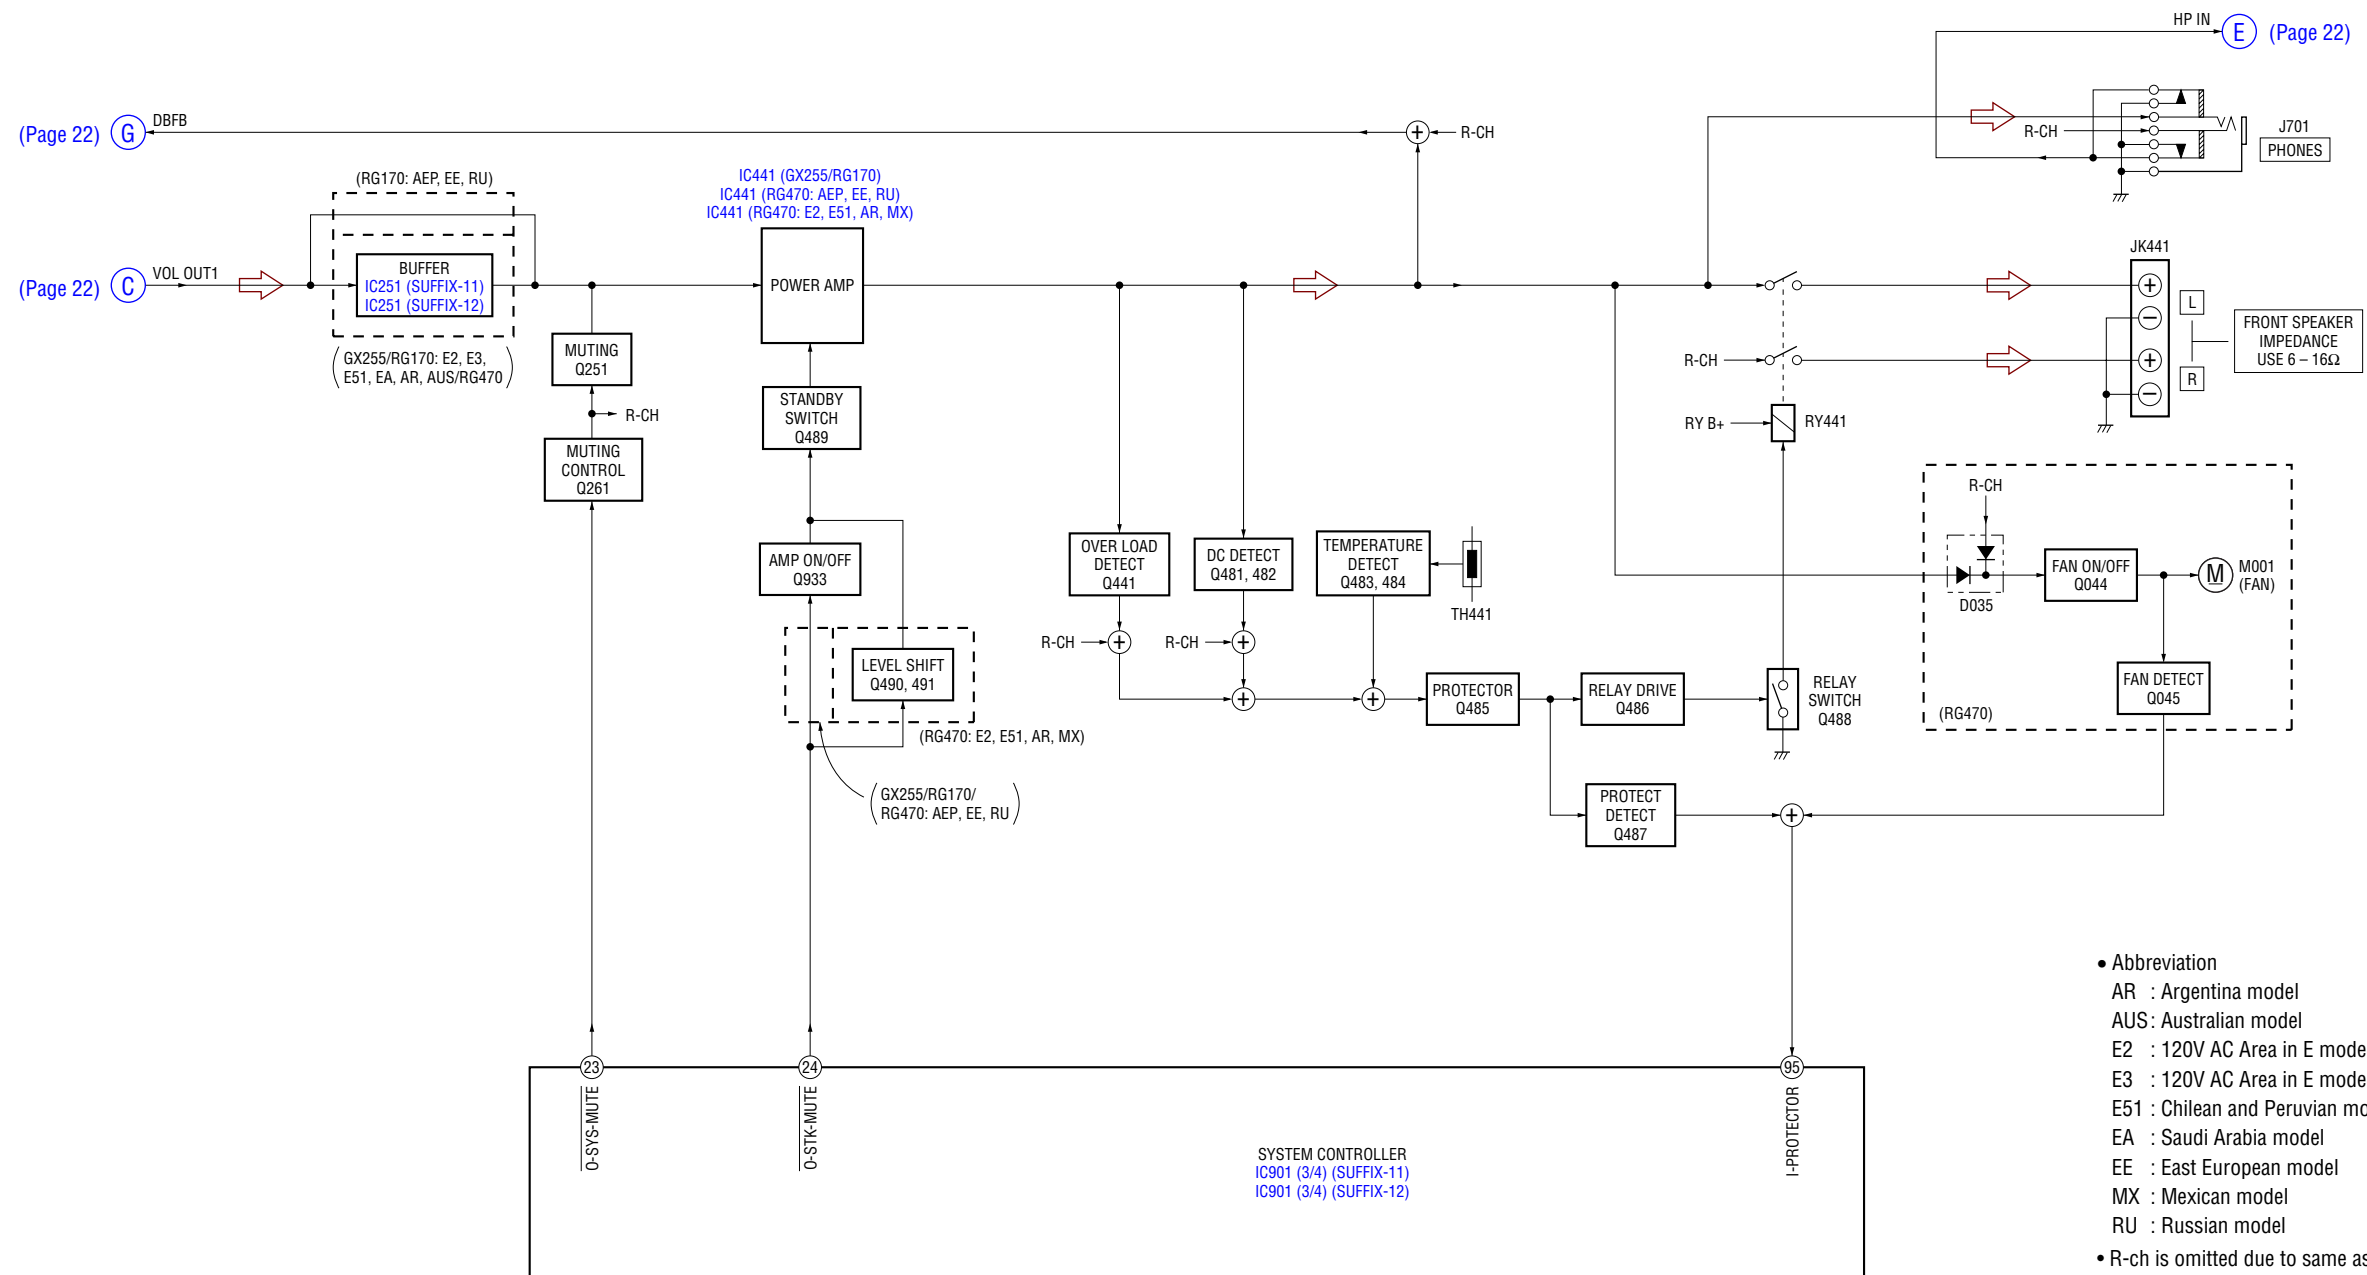 HP IN
E (Page 22)
(Page 22) G DBFB
R-CH
R-CH
J701
PHONES
(RG170: AEP, EE, RU)
IC441 (GX255/RG170)
IC441 (RG470: AEP, EE, RU)
IC441 (RG470: E2, E51, AR, MX)
(Page 22) C VOL OUT1
BUFFER
IC251 (SUFFIX-11)
IC251 (SUFFIX-12)
POWER AMP
JK441
L
R
FRONT SPEAKER
IMPEDANCE
USE 6 – 16Ω
(GX255/RG170: E2, E3,
E51, EA, AR, AUS/RG470)
MUTING
Q251
R-CH
MUTING
CONTROL
Q261
STANDBY
SWITCH
Q489
R-CH
RY B+
RY441
AMP ON/OFF
Q933
LEVEL SHIFT
Q490, 491
(RG470: E2, E51, AR, MX)
(GX255/RG170/
RG470: AEP, EE, RU)
OVER LOAD
DETECT
Q441
DC DETECT
Q481, 482
TEMPERATURE
DETECT
Q483, 484
TH441
R-CH
R-CH
PROTECTOR
Q485
RELAY DRIVE
Q486
RELAY
SWITCH
Q488
PROTECT
DETECT
Q487
R-CH
D035
FAN ON/OFF
Q044
M
M001
(FAN)
FAN DETECT
Q045
(RG470)
23
24
95
O-SYS-MUTE
O-STK-MUTE
I-PROTECTOR
SYSTEM CONTROLLER
IC901 (3/4) (SUFFIX-11)
IC901 (3/4) (SUFFIX-12)
• Abbreviation
AR : Argentina model
AUS : Australian model
E2 : 120V AC Area in E mode
E3 : 120V AC Area in E mode
E51 : Chilean and Peruvian mo
EA : Saudi Arabia model
EE : East European model
MX : Mexican model
RU : Russian model
• R-ch is omitted due to same as